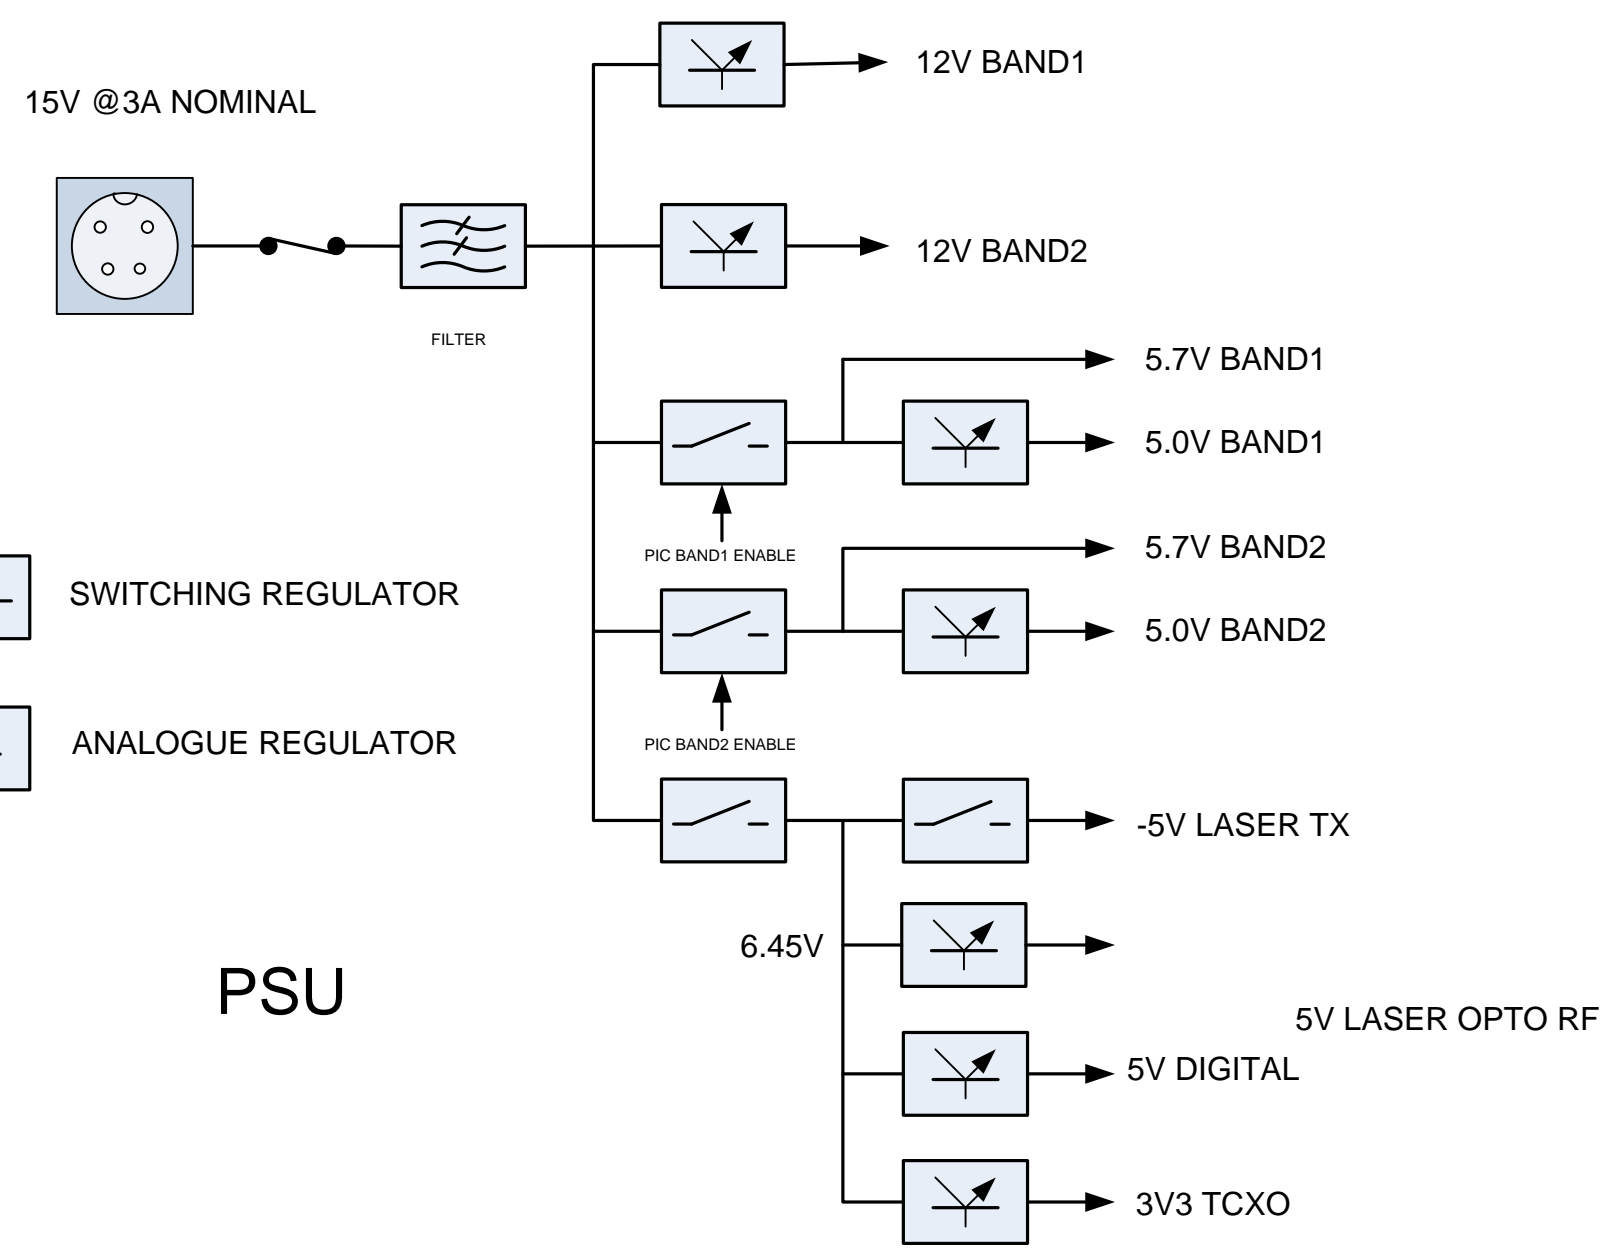 12V BAND1
15V @3A NOMINAL
12V BAND2
FILTER
5.7V BAND1
5.0V BAND1
PIC BAND1 ENABLE
5.7V BAND2
SWITCHING REGULATOR
5.0V BAND2
PIC BAND2 ENABLE
ANALOGUE REGULATOR
-5V LASER TX
6.45V
PSU
5V LASER OPTO RF
5V DIGITAL
3V3 TCXO